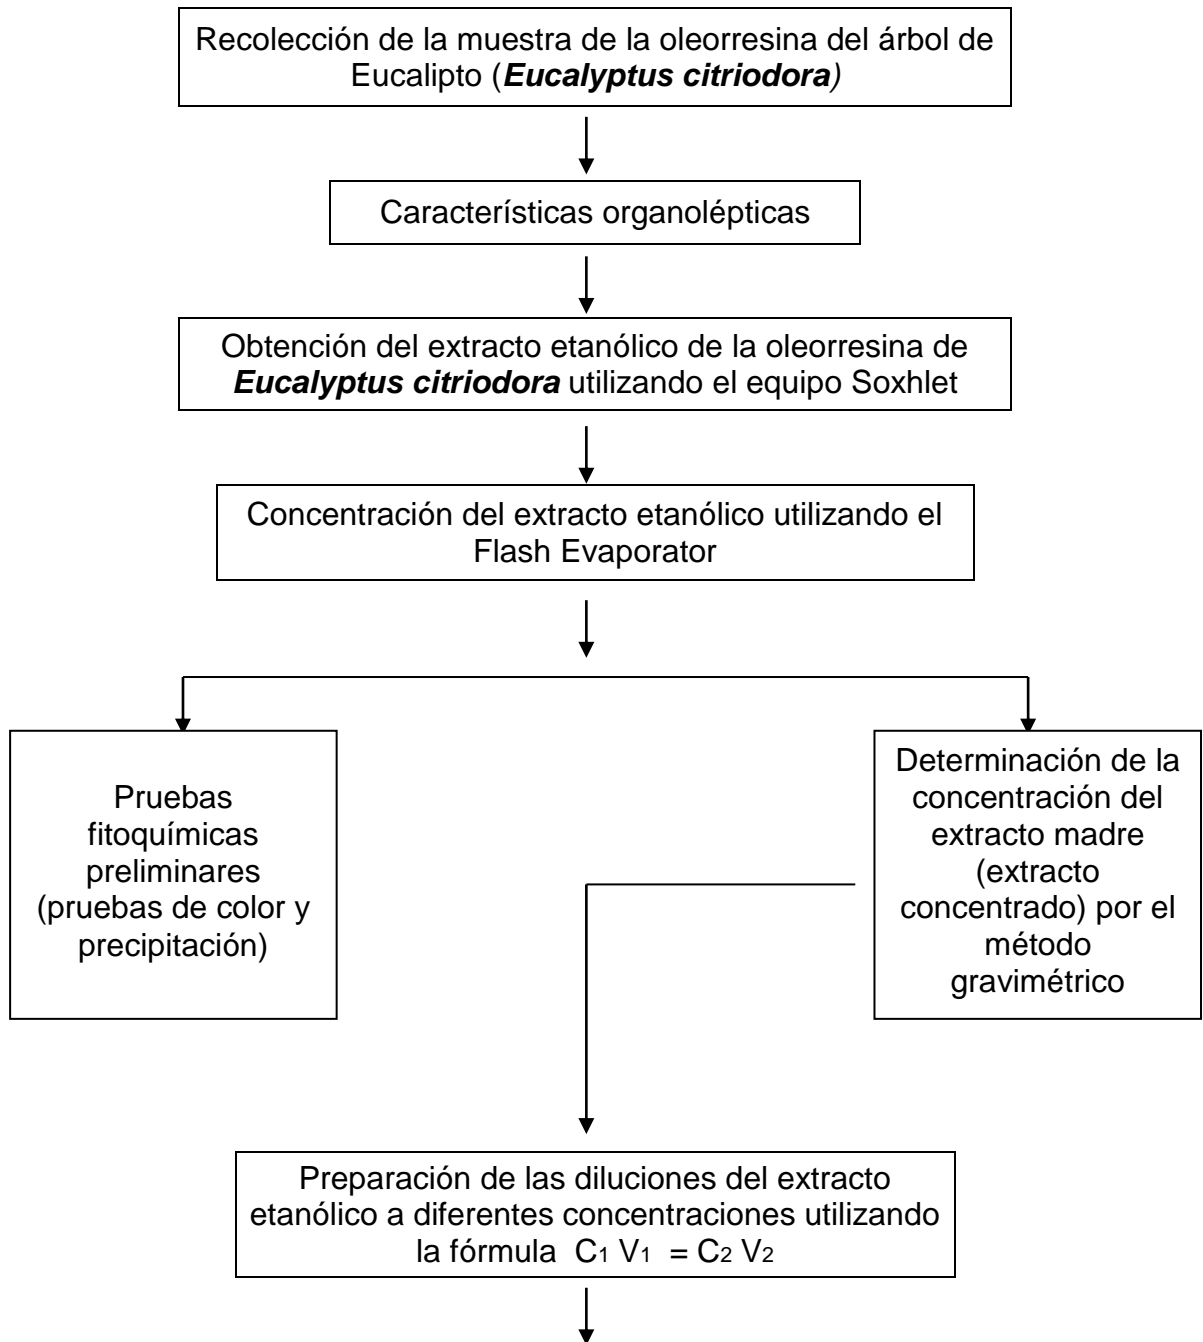 Recolección de la muestra de la oleorresina del árbol de
Eucalipto (Eucalyptus citriodora)
Características organolépticas
Obtención del extracto etanólico de la oleorresina de
Eucalyptus citriodora utilizando el equipo Soxhlet
Concentración del extracto etanólico utilizando el
Flash Evaporator
Pruebas
fitoquímicas
preliminares
(pruebas de color y
precipitación)
Determinación de la
concentración del
extracto madre
(extracto
concentrado) por el
método
gravimétrico
Preparación de las diluciones del extracto
etanólico a diferentes concentraciones utilizando
la fórmula C1 V1 = C2 V2